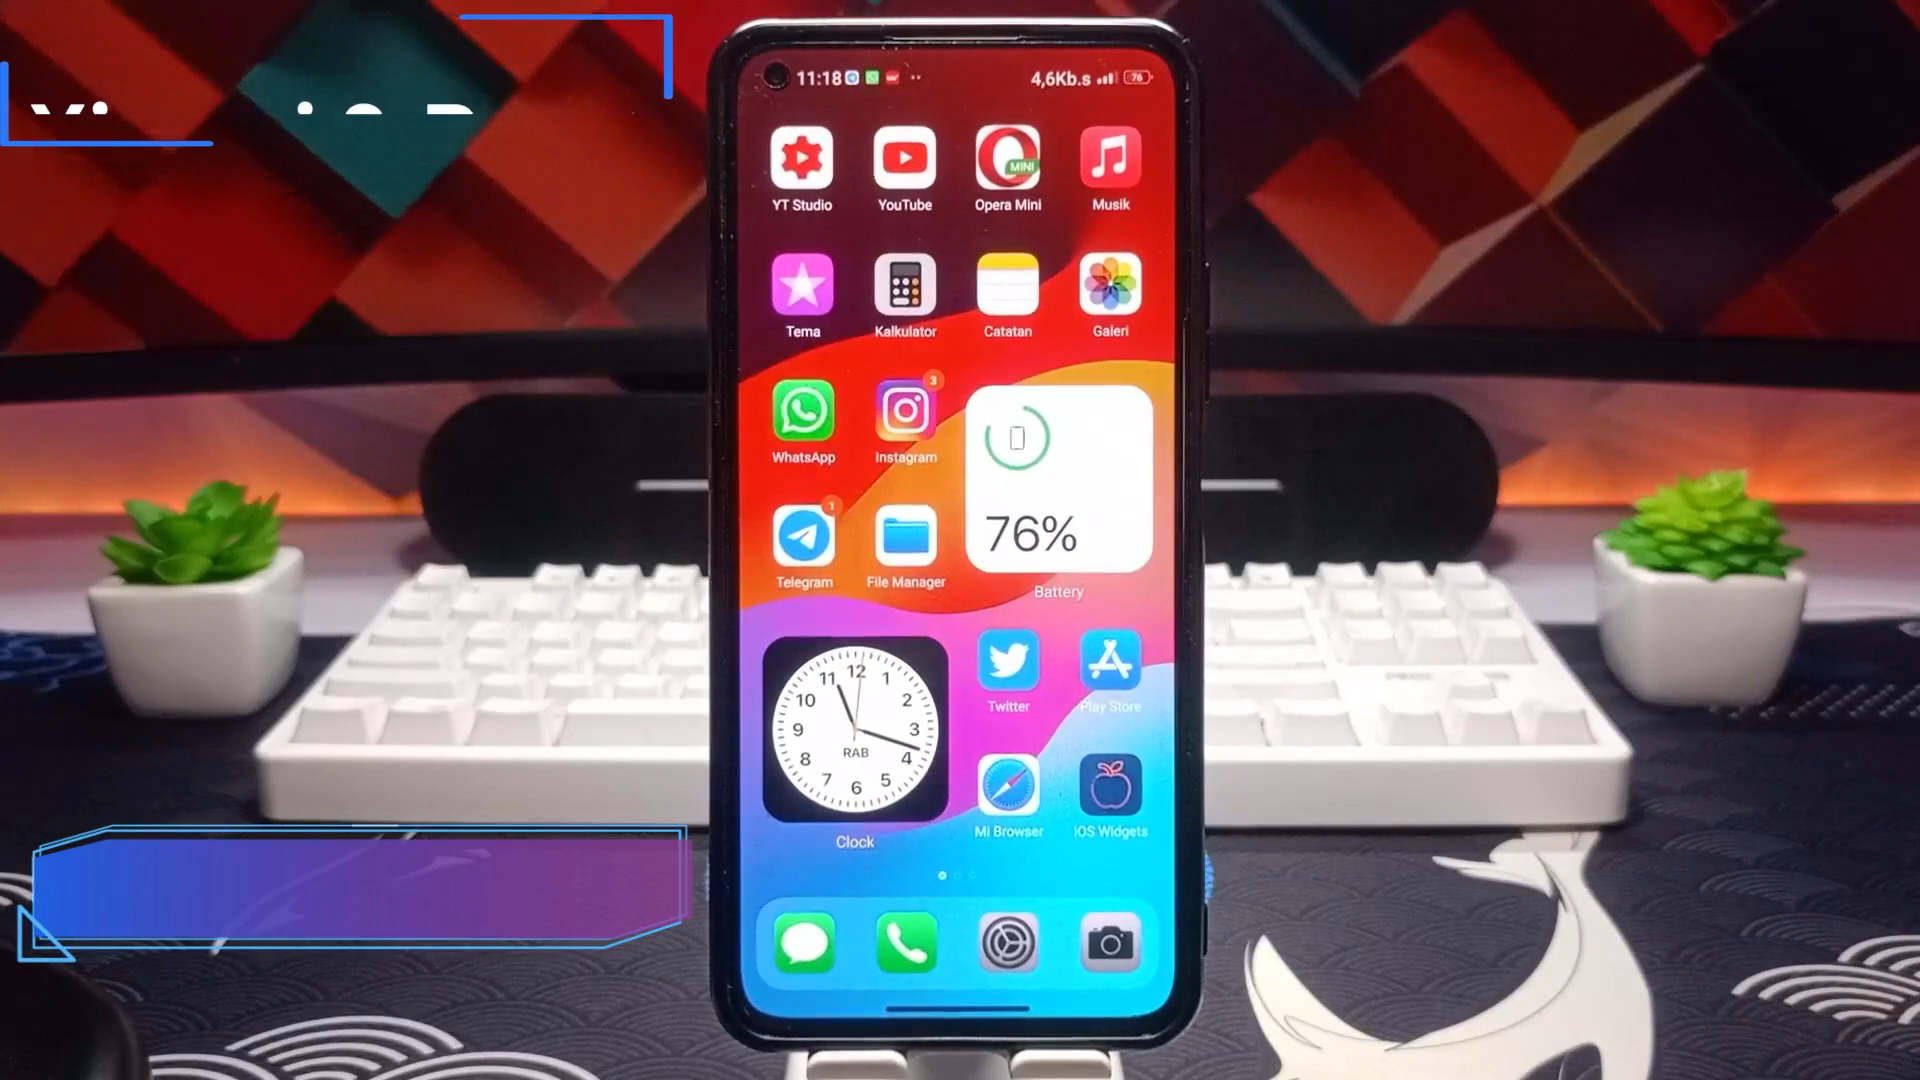 11:18 4,6Kb.s 76
YT Studio YouTube Opera Mini Musik
MINI
Tema Kalkulator Catatan Galeri
3
WhatsApp Instagram
1
76%
Telegram File Manager
Battery
12
11 1
10 2
9 3
RAB
8 4
7 5
6
Clock
Twitter Play Store
Mi Browser iOS Widgets